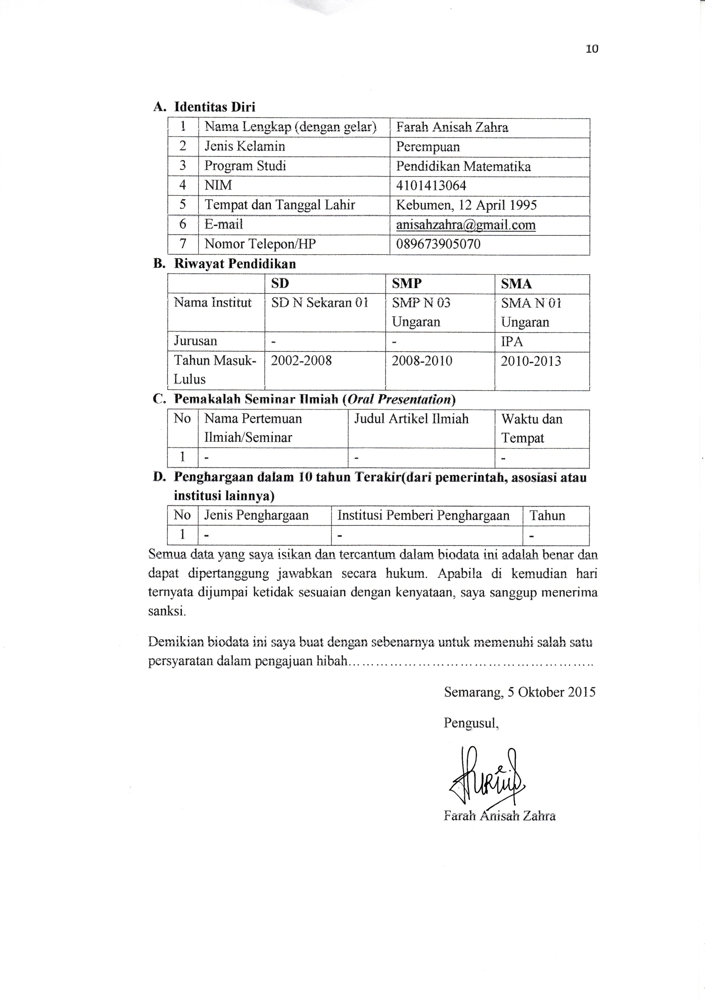 10
A. Identitas Diri
1 Nama Lengkap (dengan gelar) Farah Anisah Zahra
2 Jenis Kelamin Perempuan
3 Program Studi Pendidikan Matematika
4 NIM 4101413064
5 Tempat dan Tanggal Lahir Kebumen, 12 April 1995
6 E-mail anisahzahra@gmail.com
7 Nomor Telepon/HP 089673905070
B. Riwayat Pendidikan
SD SMP SMA
Nama Institut SD N Sekaran 01 SMP N 03 SMA N 01
Ungaran Ungaran
Jurusan - - IPA
Tahun Masuk- 2002-2008 2008-2010 2010-2013
Lulus
C. Pemakalah Seminar Ilmiah (Oral Presentation)
No Nama Pertemuan Judul Artikel Ilmiah Waktu dan
Ilmiah/Seminar Tempat
1 - - -
D. Penghargaan dalam 10 tahun Terakir(dari pemerintah, asosiasi atau
institusi lainnya)
No Jenis Penghargaan Institusi Pemberi Penghargaan Tahun
1 - - -
Semua data yang saya isikan dan tercantum dalam biodata ini adalah benar dan
dapat dipertanggung jawabkan secara hukum. Apabila di kemudian hari
ternyata dijumpai ketidak sesuaian dengan kenyataan, saya sanggup menerima
sanksi.
Demikian biodata ini saya buat dengan sebenarnya untuk memenuhi salah satu
persyaratan dalam pengajuan hibah......................................................
Semarang, 5 Oktober 2015
Pengusul,
Farah Anisah Zahra